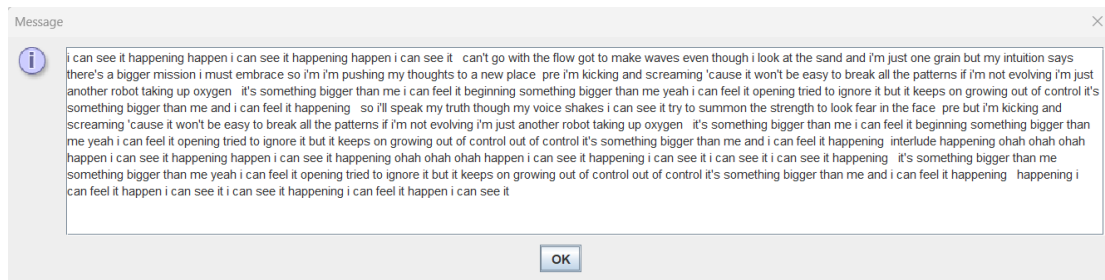 Message
i can see it happening happen i can see it happening happen i can see it   can't go with the flow got to make waves even though i look at the sand and i'm just one grain but my intuition says
there's a bigger mission i must embrace so i'm i'm pushing my thoughts to a new place  pre i'm kicking and screaming 'cause it won't be easy to break all the patterns if i'm not evolving i'm just
another robot taking up oxygen   it's something bigger than me i can feel it beginning something bigger than me yeah i can feel it opening tried to ignore it but it keeps on growing out of control it's
something bigger than me and i can feel it happening   so i'll speak my truth though my voice shakes i can see it try to summon the strength to look fear in the face  pre but i'm kicking and
screaming 'cause it won't be easy to break all the patterns if i'm not evolving i'm just another robot taking up oxygen   it's something bigger than me i can feel it beginning something bigger than
me yeah i can feel it opening tried to ignore it but it keeps on growing out of control out of control it's something bigger than me and i can feel it happening  interlude happening ohah ohah ohah
happen i can see it happening happen i can see it happening ohah ohah ohah happen i can see it happening i can see it i can see it i can see it happening   it's something bigger than me
something bigger than me yeah i can feel it opening tried to ignore it but it keeps on growing out of control out of control it's something bigger than me and i can feel it happening   happening i
can feel it happen i can see it i can see it happening i can feel it happen i can see it
OK